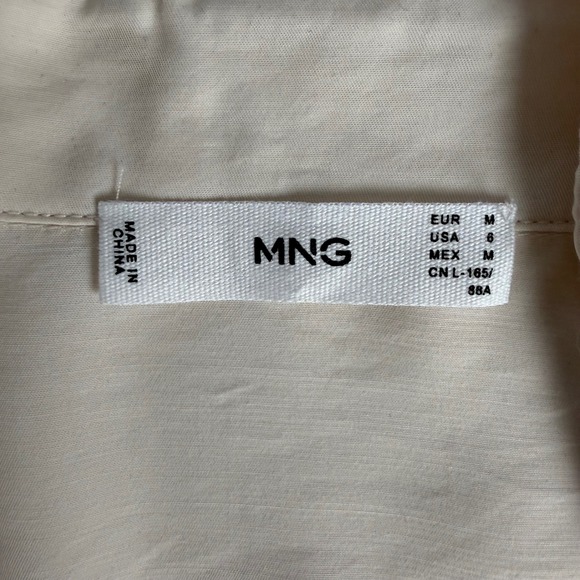 MADE IN
CHINA
MNG
EUR M
USA 6
MEX M
CN L-165/
88A